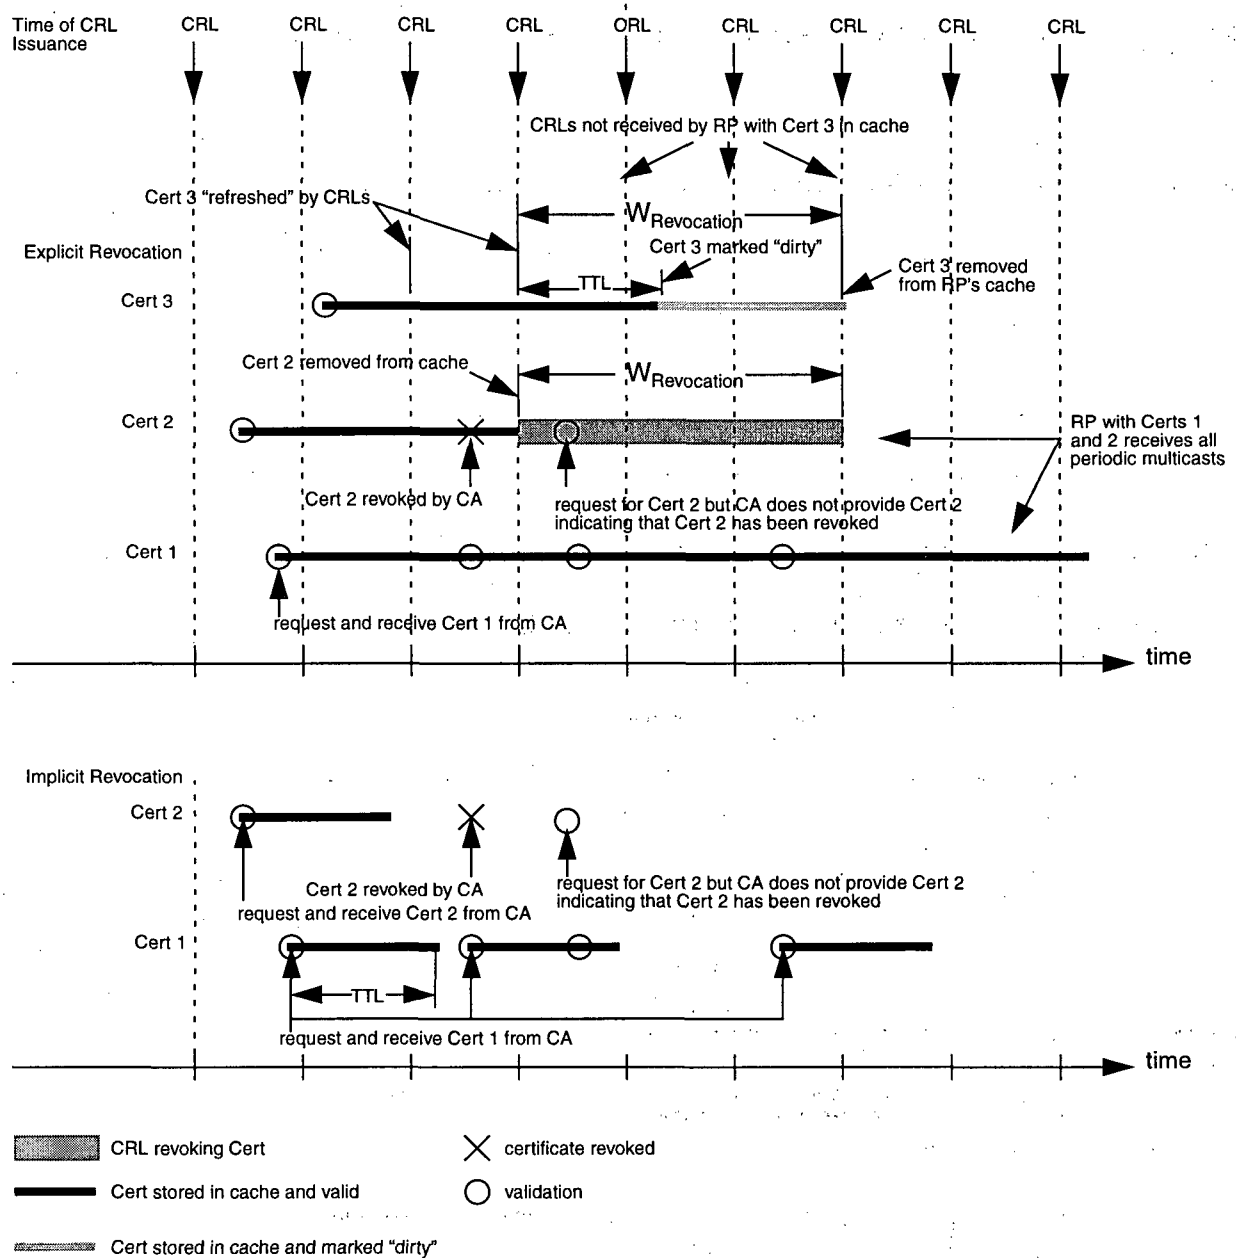 Time of CRL
Issuance
CRL CRL CRL CRL CRL CRL CRL CRL CRL
CRLs not received by RP with Cert 3 in cache
Cert 3 "refreshed" by CRLs
WRevocation
Explicit Revocation
Cert 3 marked "dirty"
Cert 3 removed
from RP's cache
TTL
Cert 3
Cert 2 removed from cache
WRevocation
Cert 2
RP with Certs 1
and 2 receives all
periodic multicasts
Cert 2 revoked by CA
request for Cert 2 but CA does not provide Cert 2
indicating that Cert 2 has been revoked
Cert 1
request and receive Cert 1 from CA
time
Implicit Revocation
Cert 2
Cert 2 revoked by CA
request for Cert 2 but CA does not provide Cert 2
indicating that Cert 2 has been revoked
request and receive Cert 2 from CA
Cert 1
TTL
request and receive Cert 1 from CA
time
CRL revoking Cert
certificate revoked
Cert stored in cache and valid
validation
Cert stored in cache and marked "dirty"